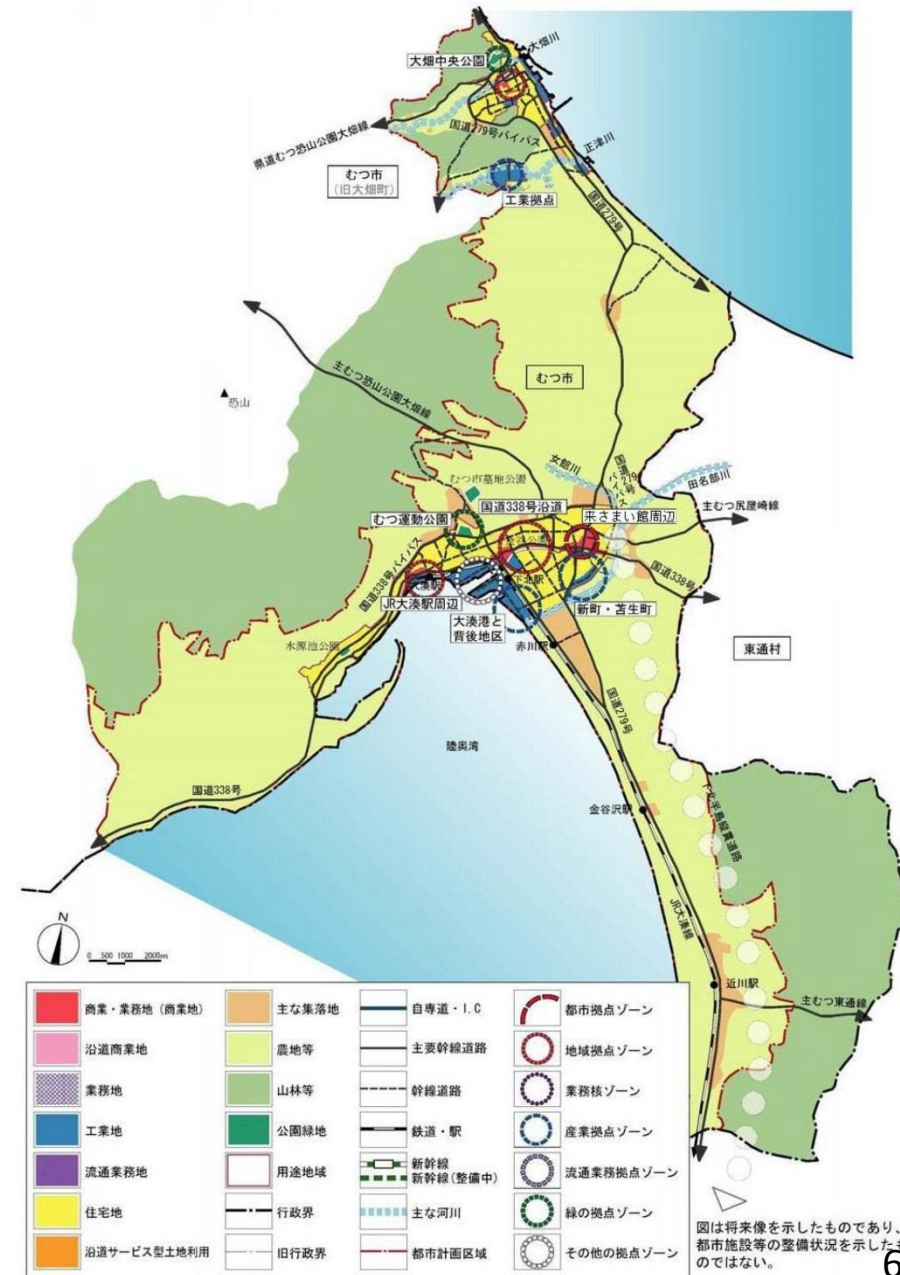 大畑川
大畑中央公園
国道279号バイパス
県道むつ恐山公園大畑線
正津川
むつ市
(旧大畑町)
工業拠点
国道279号
むつ市
主むつ恐山公園大畑線
▲恐山
女館川
国道279号バイパス
田名部川
むつ市墓地公園
国道338号沿道
来さまい館周辺
主むつ尻屋崎線
むつ運動公園
国道338号バイパス
大湊駅
下北駅
国道338号
JR大湊駅周辺
新町・苫生町
大湊港と
背後地区
水源池公園
赤川駅
東通村
国道279号
陸奥湾
国道338号
金谷沢駅
下北半島縦貫道路
JR大湊線
近川駅
主むつ東通線
N
0 500 1000 2000m
商業・業務地(商業地)
主な集落地
自専道・I.C
都市拠点ゾーン
沿道商業地
農地等
主要幹線道路
地域拠点ゾーン
業務地
山林等
幹線道路
業務核ゾーン
工業地
公園緑地
鉄道・駅
産業拠点ゾーン
流通業務地
用途地域
新幹線
新幹線(整備中)
流通業務拠点ゾーン
住宅地
行政界
主な河川
緑の拠点ゾーン
沿道サービス型土地利用
旧行政界
都市計画区域
その他の拠点ゾーン
図は将来像を示したものであり、
都市施設等の整備状況を示したも
のではない。
6